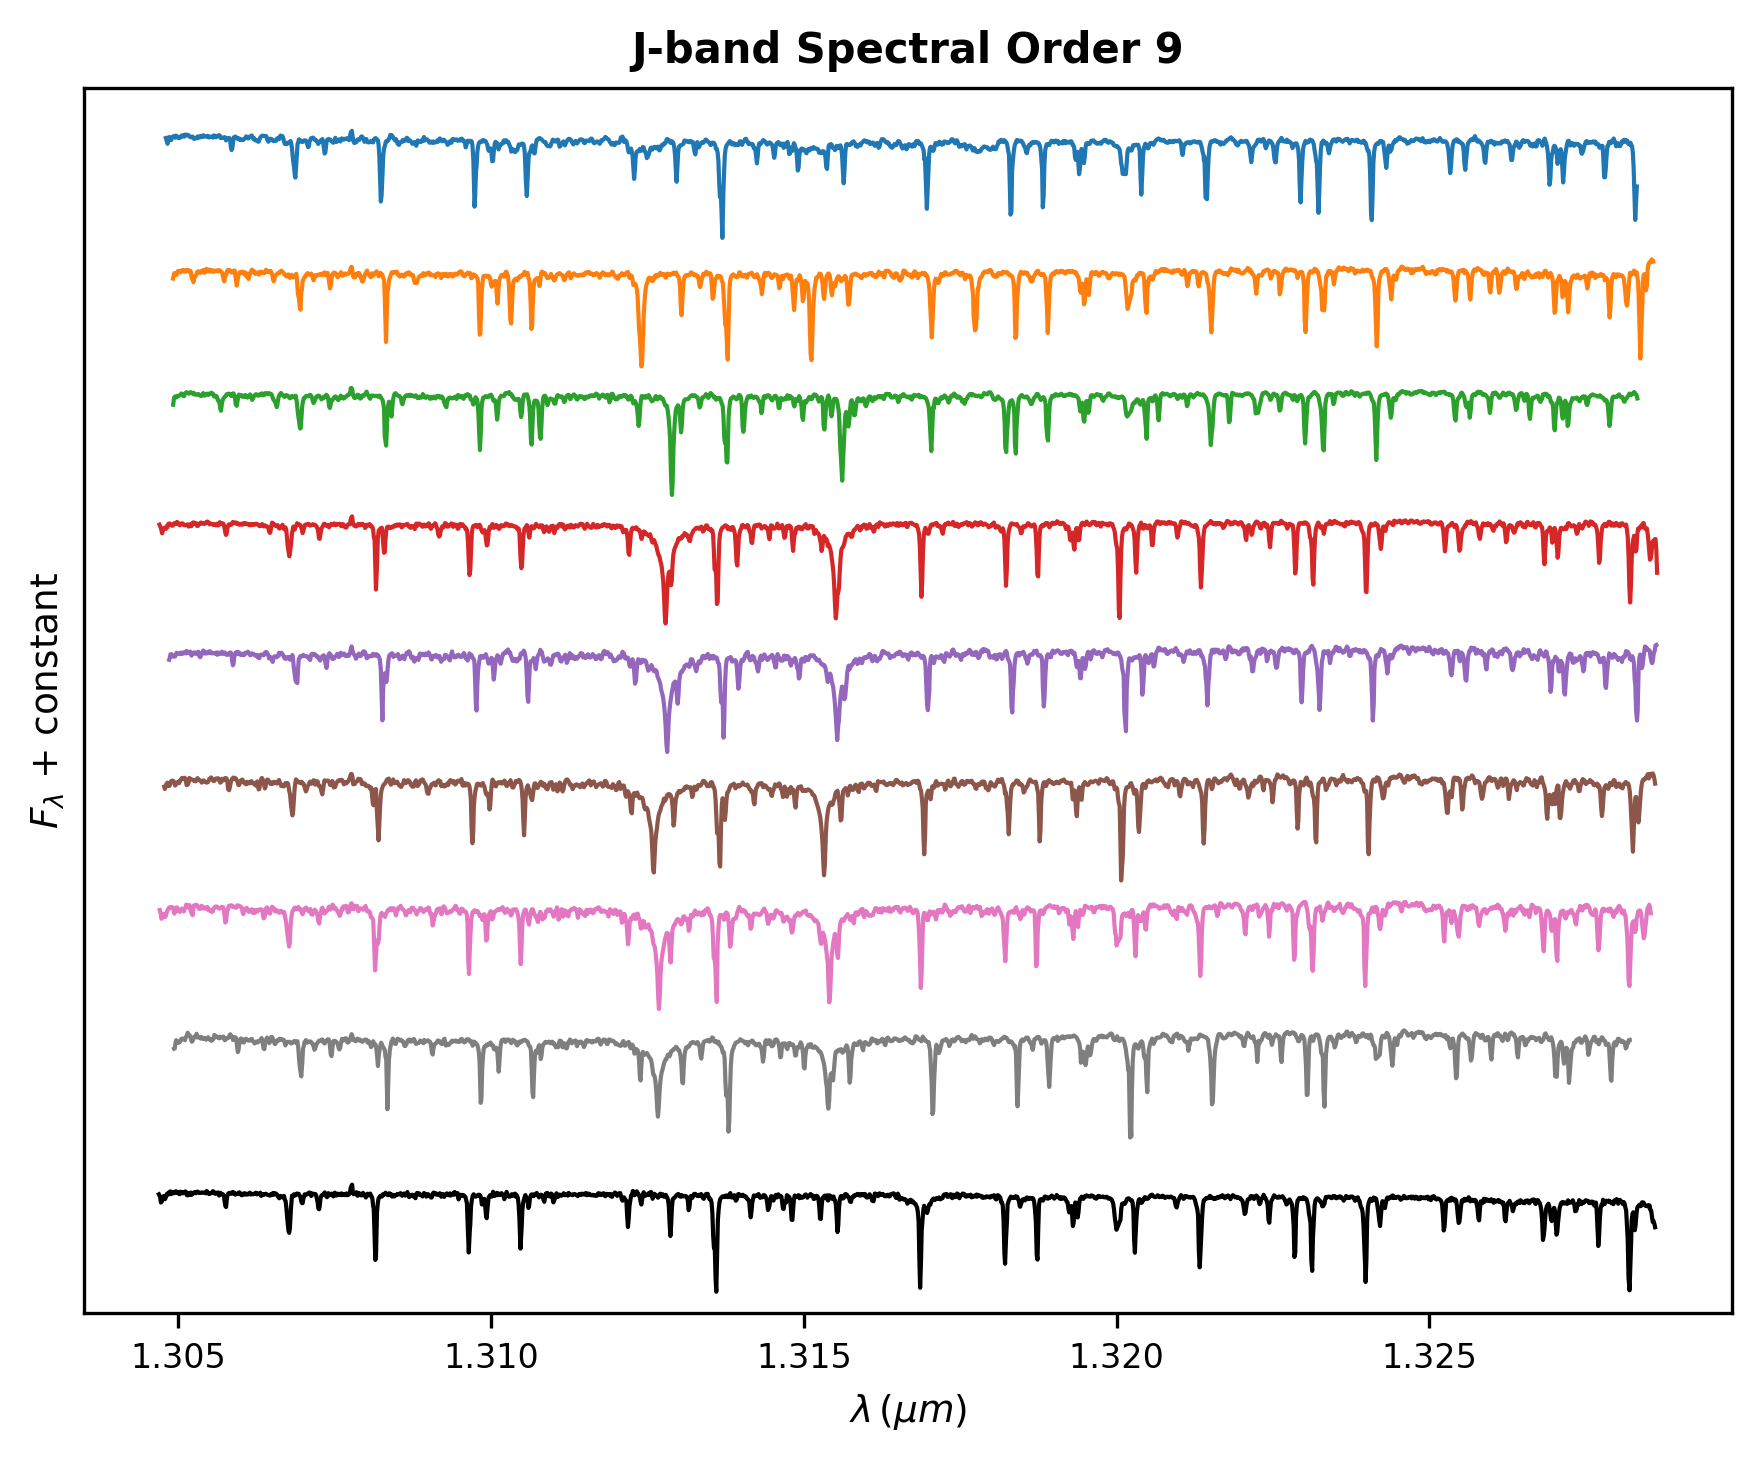 J-band Spectral Order 9
F_λ + constant
1.305 1.310 1.315 1.320 1.325
λ (μm)